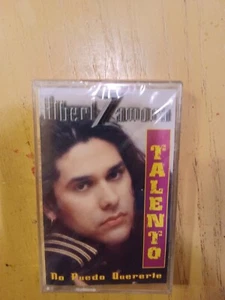 Albert Zamora
TALENTO
No Puedo Quererte